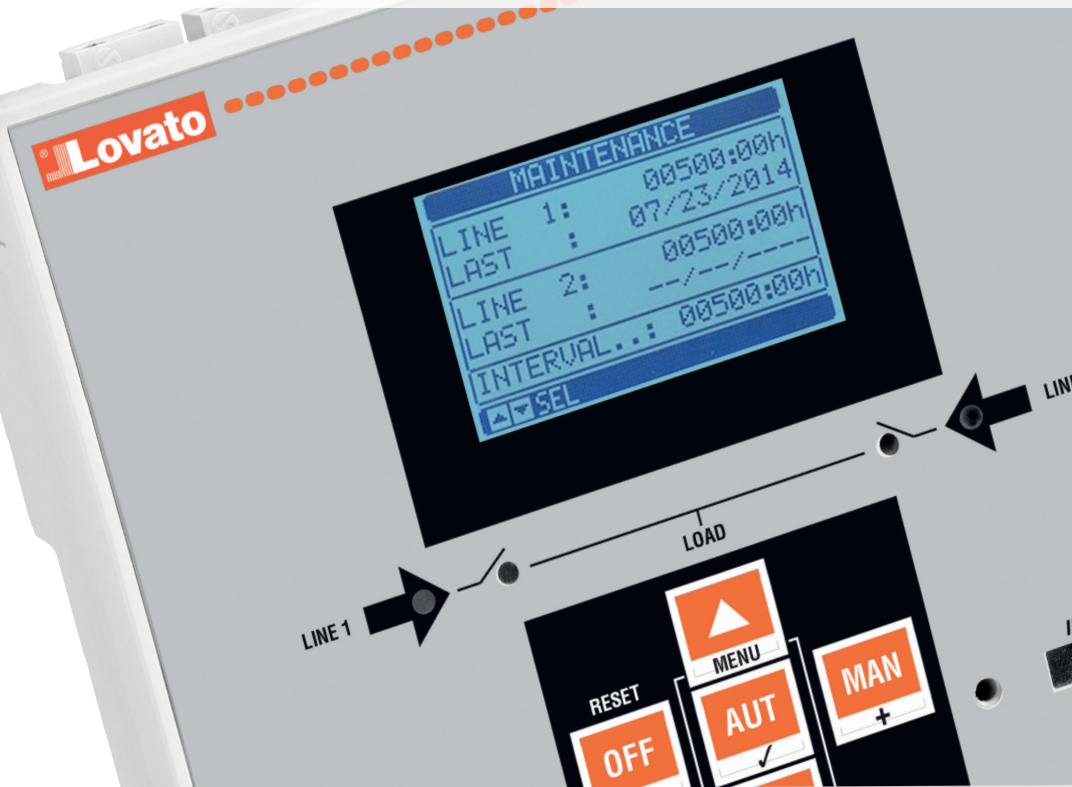 Lovato
MAINTENANCE
LINE 1: 00500:00h
LAST : 07/23/2014
LINE 2: 00500:00h
LAST : --/--/----
INTERVAL..: 00500:00h
▲ ▼ SEL
LOAD
LINE 1
MENU
RESET
OFF
AUT
✓
MAN
+